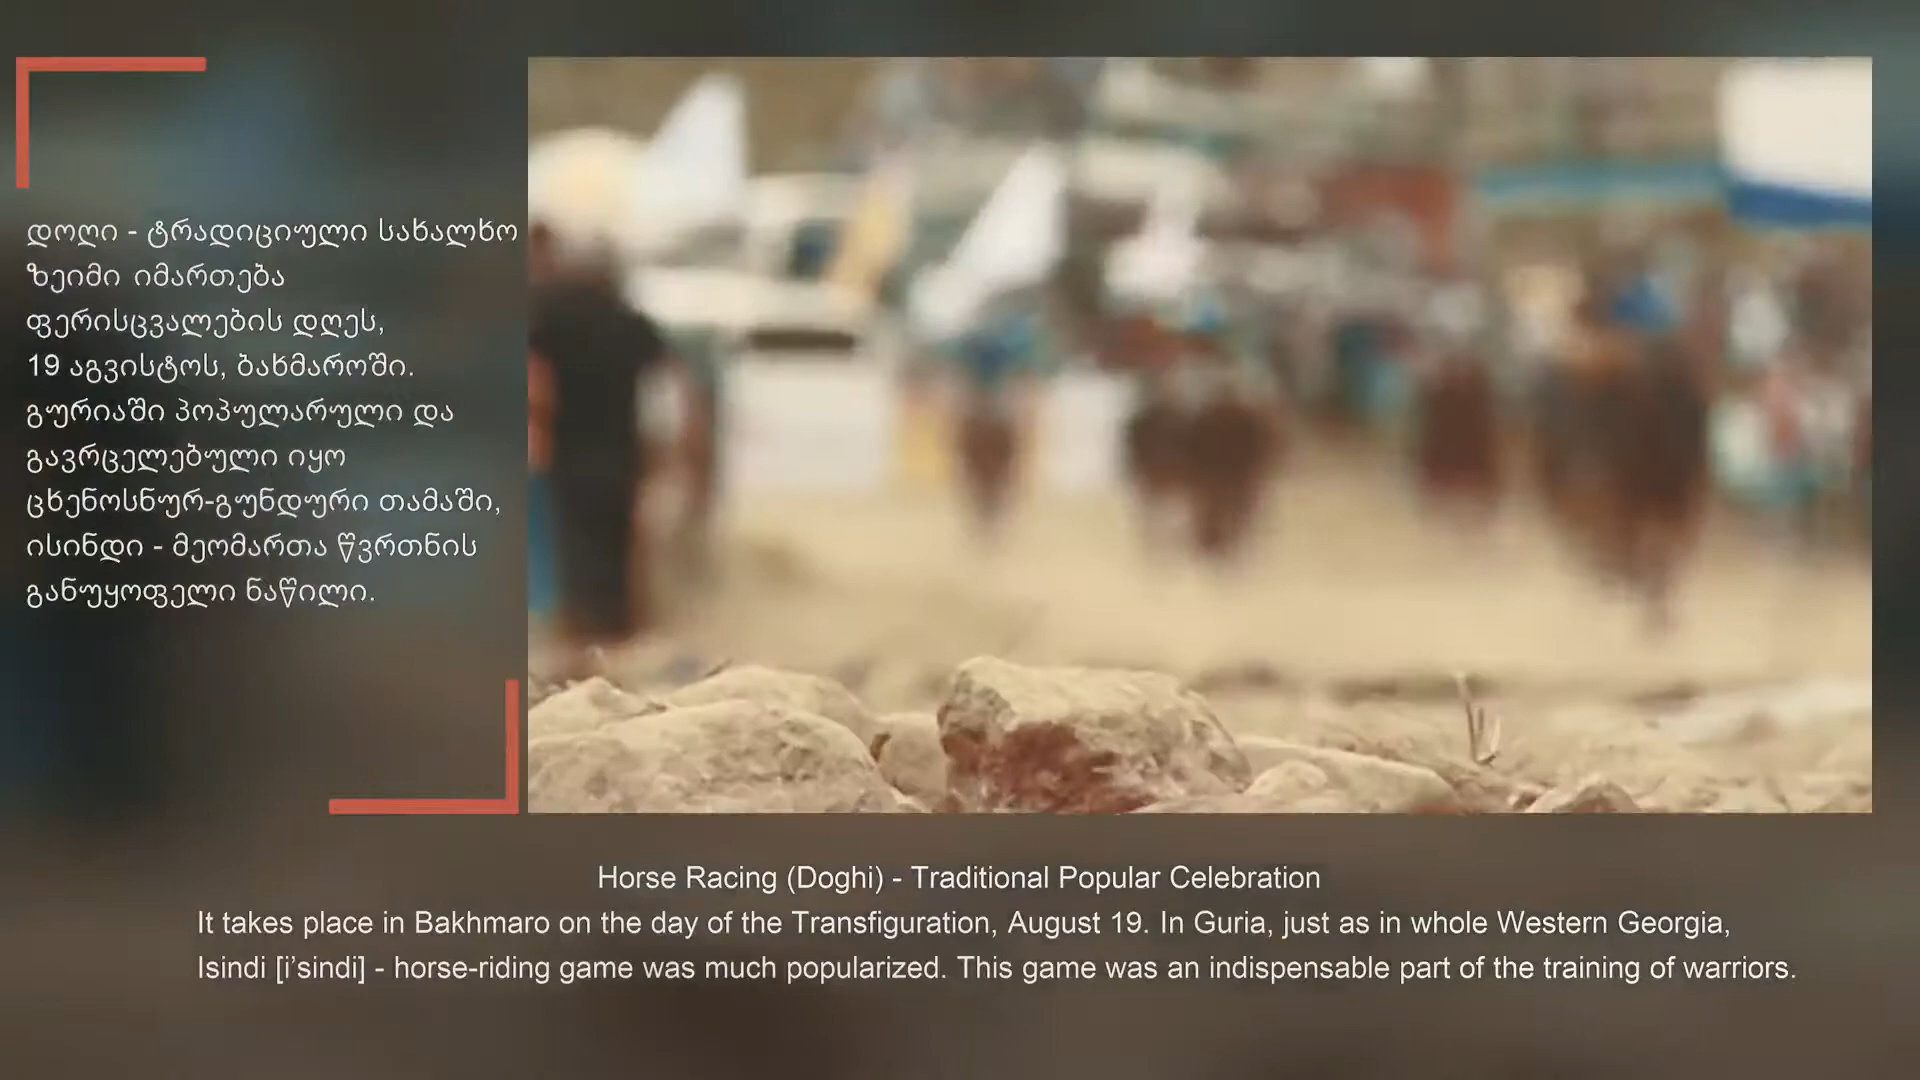 დოღი - ტრადიციული სახალხო
ზეიმი იმართება
ფერისცვალების დღეს,
19 აგვისტოს, ბახმაროში.
გურიაში პოპულარული და
გავრცელებული იყო
ცხენოსნურ-გუნდური თამაში,
ისინდი - მეომართა წვრთნის
განუყოფელი ნაწილი.
Horse Racing (Doghi) - Traditional Popular Celebration
It takes place in Bakhmaro on the day of the Transfiguration, August 19. In Guria, just as in whole Western Georgia,
Isindi [i’sindi] - horse-riding game was much popularized. This game was an indispensable part of the training of warriors.